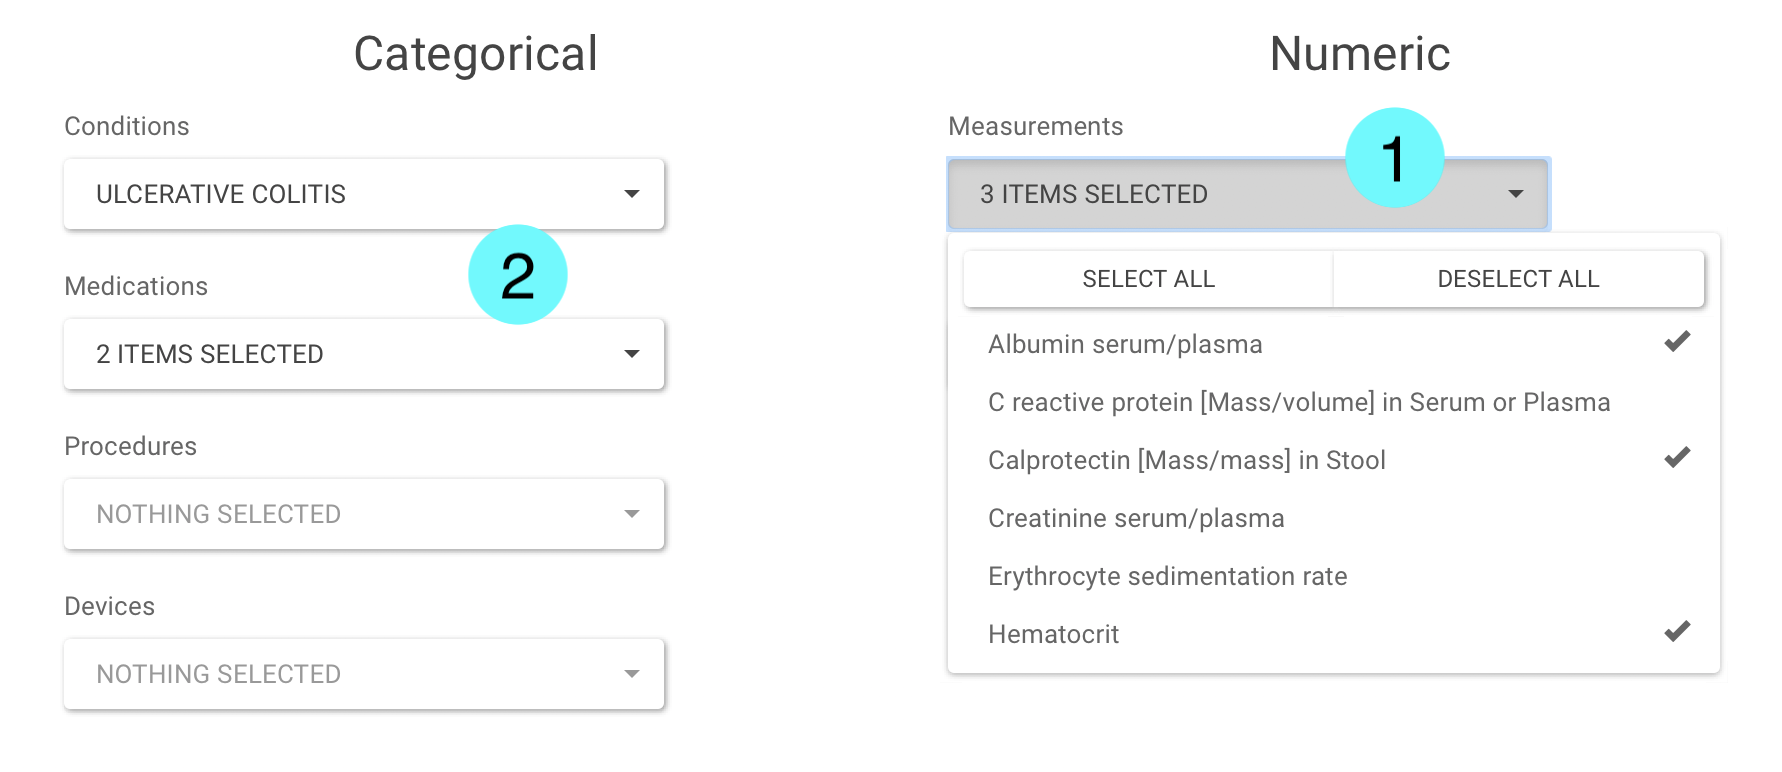 Categorical
Conditions
ULCERATIVE COLITIS
2
Medications
2 ITEMS SELECTED
Procedures
NOTHING SELECTED
Devices
NOTHING SELECTED
Numeric
Measurements
1
3 ITEMS SELECTED
SELECT ALL DESELECT ALL
Albumin serum/plasma
C reactive protein [Mass/volume] in Serum or Plasma
Calprotectin [Mass/mass] in Stool
Creatinine serum/plasma
Erythrocyte sedimentation rate
Hematocrit